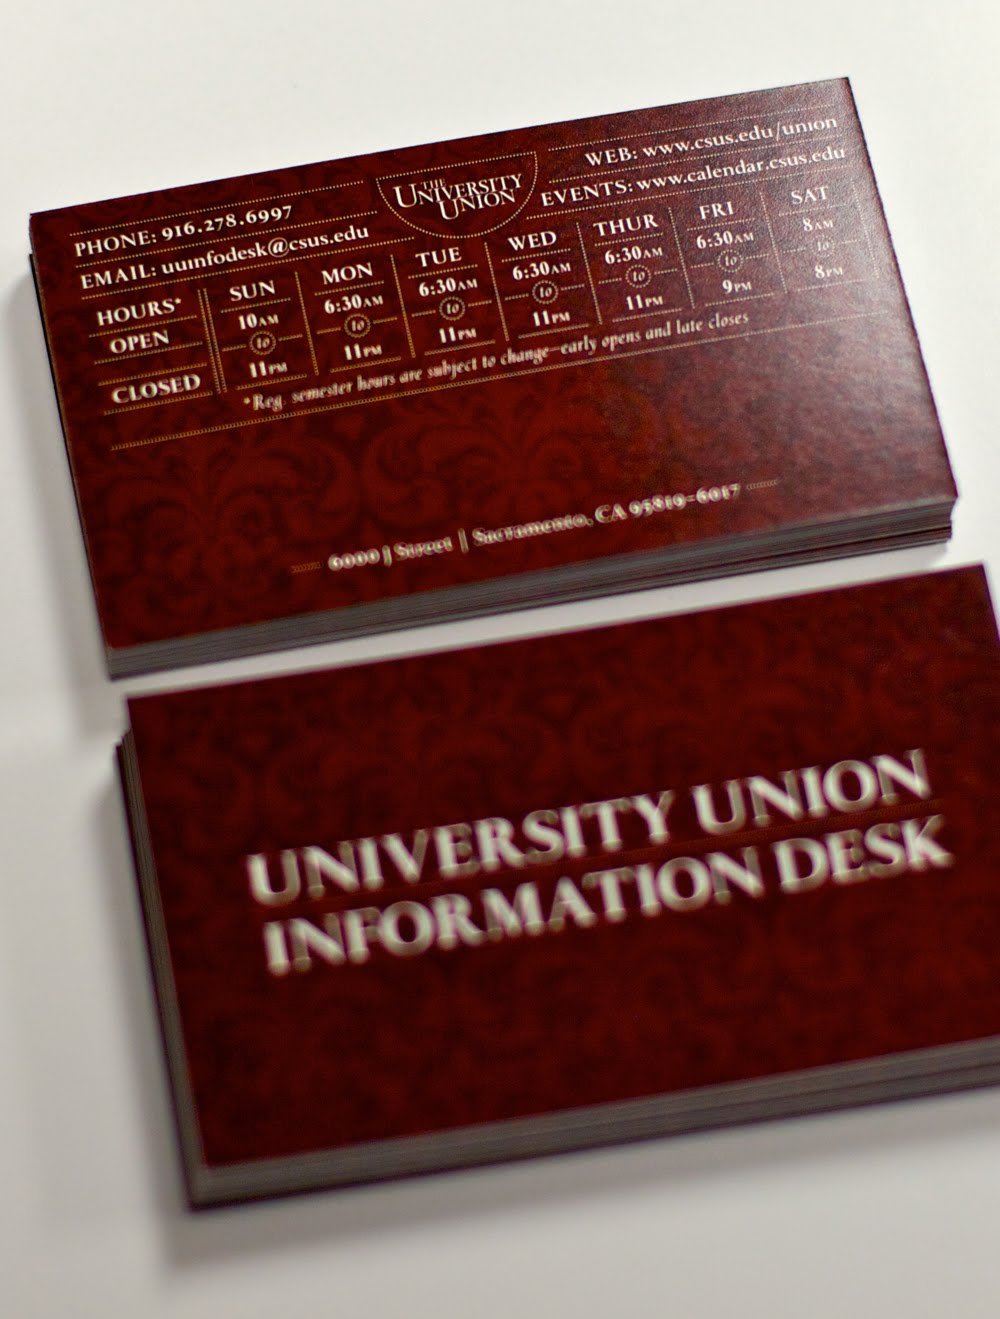 PHONE: 916.278.6997
EMAIL: uuinfodesk@csus.edu
THE
UNIVERSITY
UNION
WEB: www.csus.edu/union
EVENTS: www.calendar.csus.edu
HOURS* SUN MON TUE WED THUR FRI SAT
OPEN 10AM 6:30AM 6:30AM 6:30AM 6:30AM 6:30AM 8AM
to to to to to to to
CLOSED 11PM 11PM 11PM 11PM 11PM 9PM 8PM
*Reg. semester hours are subject to change—early opens and late closes
6000 J Street | Sacramento, CA 95819-6017
UNIVERSITY UNION
INFORMATION DESK